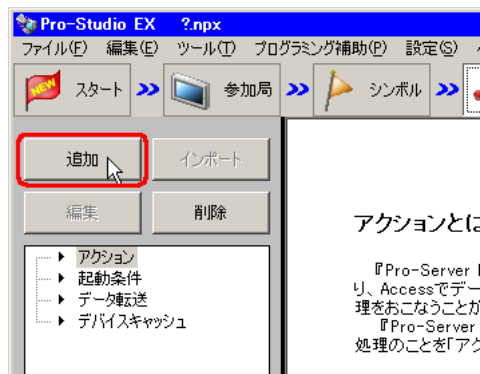 Pro-Studio EX ?.npx
ファイル(F) 編集(E) ツール(T) プログラミング補助(P) 設定(S)
NEW スタート >> 参加局 >> シンボル >>
追加 インポート
編集 削除
アクション
起動条件
データ転送
デバイスキャッシュ
アクションとは
『Pro-Server
り、Accessでデー
理をおこなうことが
『Pro-Server
処理のことを「アク